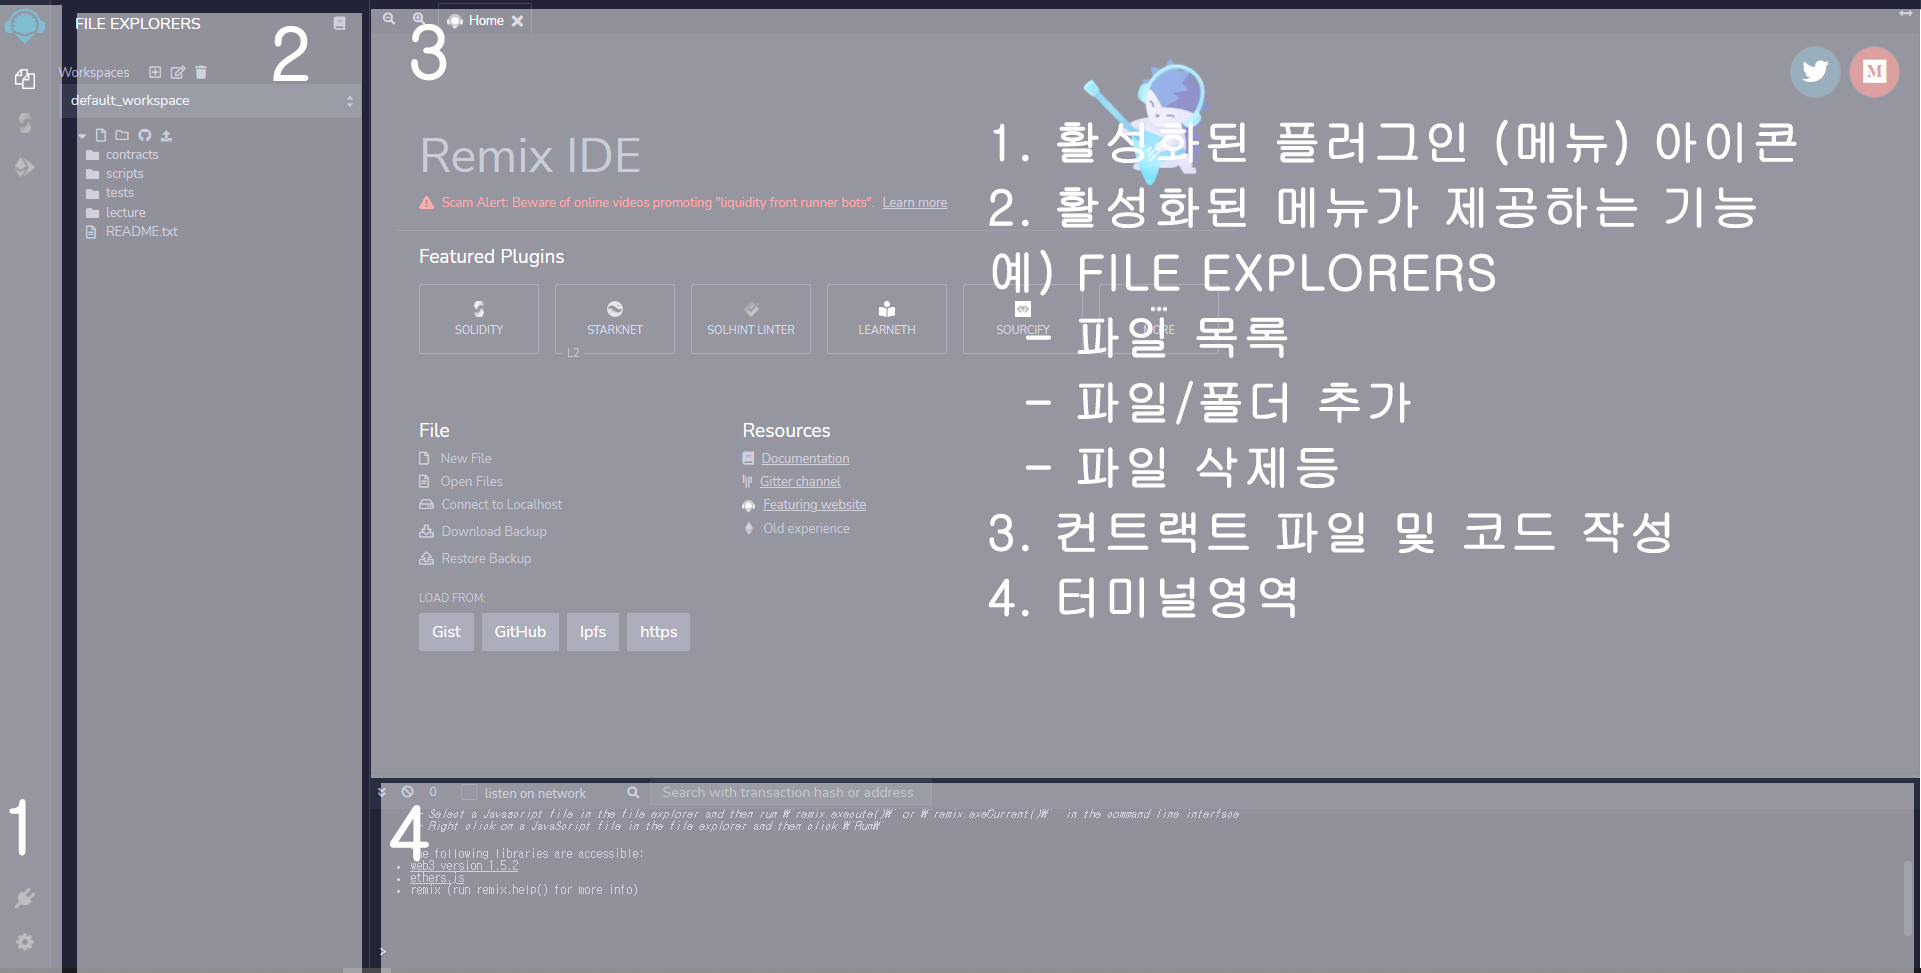 FILE EXPLORERS
2
Workspaces
default_workspace
contracts
scripts
tests
lecture
README.txt
1
Home
3
Remix IDE
Scam Alert: Beware of online videos promoting "liquidity front runner bots". Learn more
Featured Plugins
SOLIDITY
STARKNET
L2
SOLHINT LINTER
LEARNETH
SOURCIFY
MORE
File
New File
Open Files
Connect to Localhost
Download Backup
Restore Backup
LOAD FROM:
Gist GitHub Ipfs https
Resources
Documentation
Gitter channel
Featuring website
Old experience
M
1. 활성화된 플러그인 (메뉴) 아이콘
2. 활성화된 메뉴가 제공하는 기능
예) FILE EXPLORERS
- 파일 목록
- 파일/폴더 추가
- 파일 삭제등
3. 컨트랙트 파일 및 코드 작성
4. 터미널영역
0 listen on network Search with transaction hash or address
4
- Select a Javascript file in the file explorer and then run \`remix.execute()\` or \`remix.exeCurrent()\` in the command line interface
- Right click on a JavaScript file in the file explorer and then click \`Run\`
The following libraries are accessible:
• web3 version 1.5.2
• ethers.js
• remix (run remix.help() for more info)
>